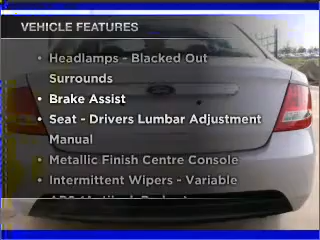 VEHICLE FEATURES
• Headlamps - Blacked Out
Surrounds
• Brake Assist
• Seat - Drivers Lumbar Adjustment
Manual
• Metallic Finish Centre Console
• Intermittent Wipers - Variable